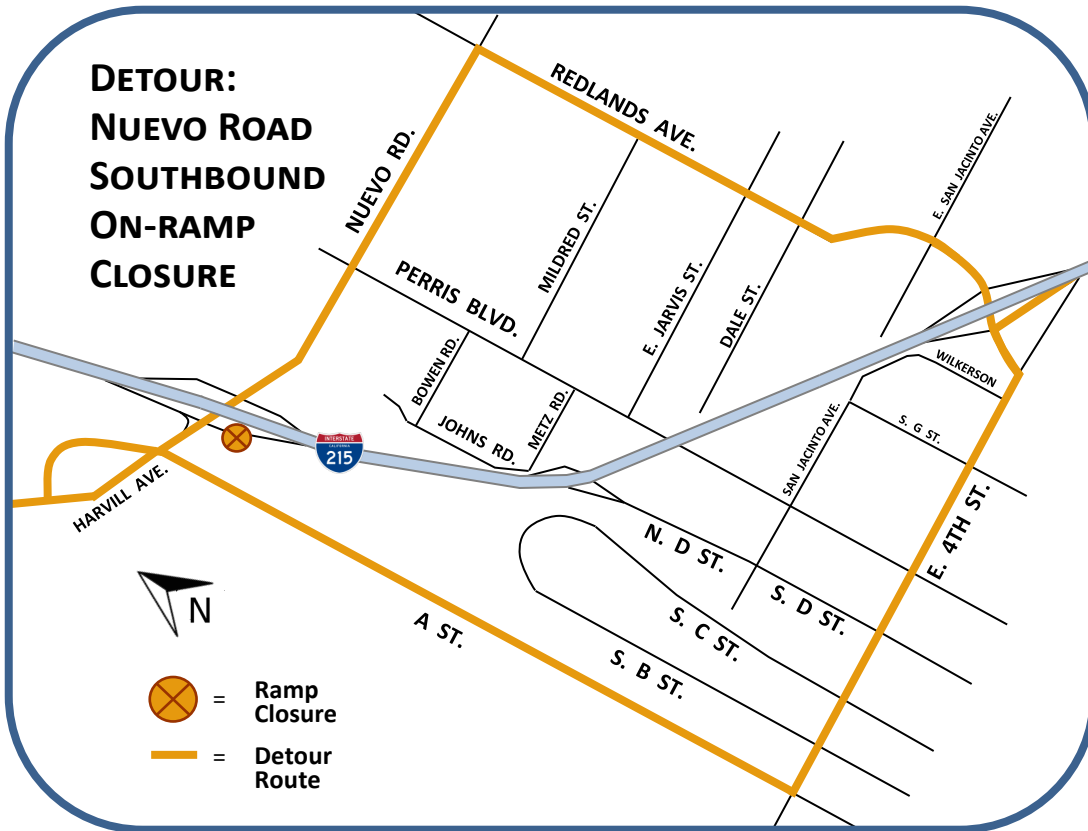 DETOUR:
NUEVO ROAD
SOUTHBOUND
ON-RAMP
CLOSURE
REDLANDS AVE.
NUEVO RD.
E. SAN JACINTO AVE.
MILDRED ST.
PERRIS BLVD.
E. JARVIS ST.
DALE ST.
BOWEN RD.
METZ RD.
JOHNS RD.
WILKERSON
S. G ST.
SAN JACINTO AVE.
INTERSTATE
CALIFORNIA
215
HARVILL AVE.
E. 4TH ST.
N. D ST.
S. D ST.
S. C ST.
S. B ST.
A ST.
N
= Ramp
Closure
= Detour
Route